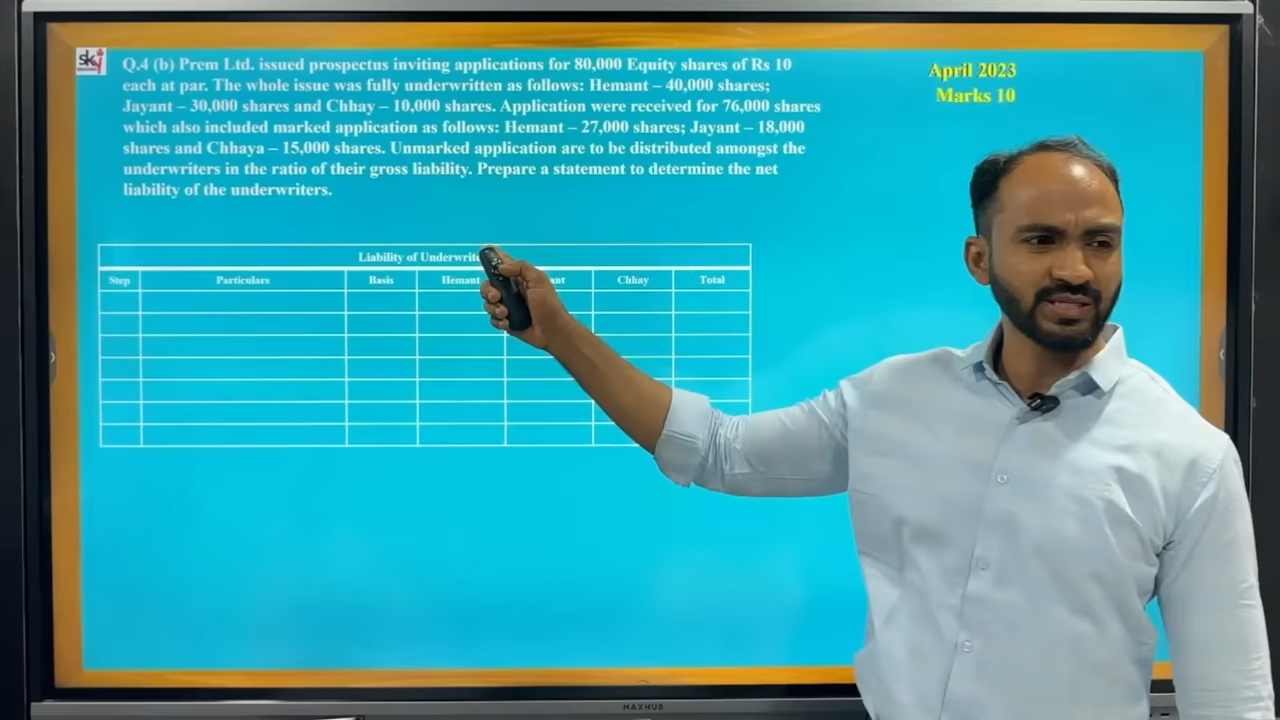 sk
Q.4 (b) Prem Ltd. issued prospectus inviting applications for 80,000 Equity shares of Rs 10
each at par. The whole issue was fully underwritten as follows: Hemant – 40,000 shares;
Jayant – 30,000 shares and Chhay – 10,000 shares. Application were received for 76,000 shares
which also included marked application as follows: Hemant – 27,000 shares; Jayant – 18,000
shares and Chhaya – 15,000 shares. Unmarked application are to be distributed amongst the
underwriters in the ratio of their gross liability. Prepare a statement to determine the net
liability of the underwriters.
April 2023
Marks 10
Liability of Underwrite
Step Particulars Basis Hemant ant Chhay Total
MAXHUB